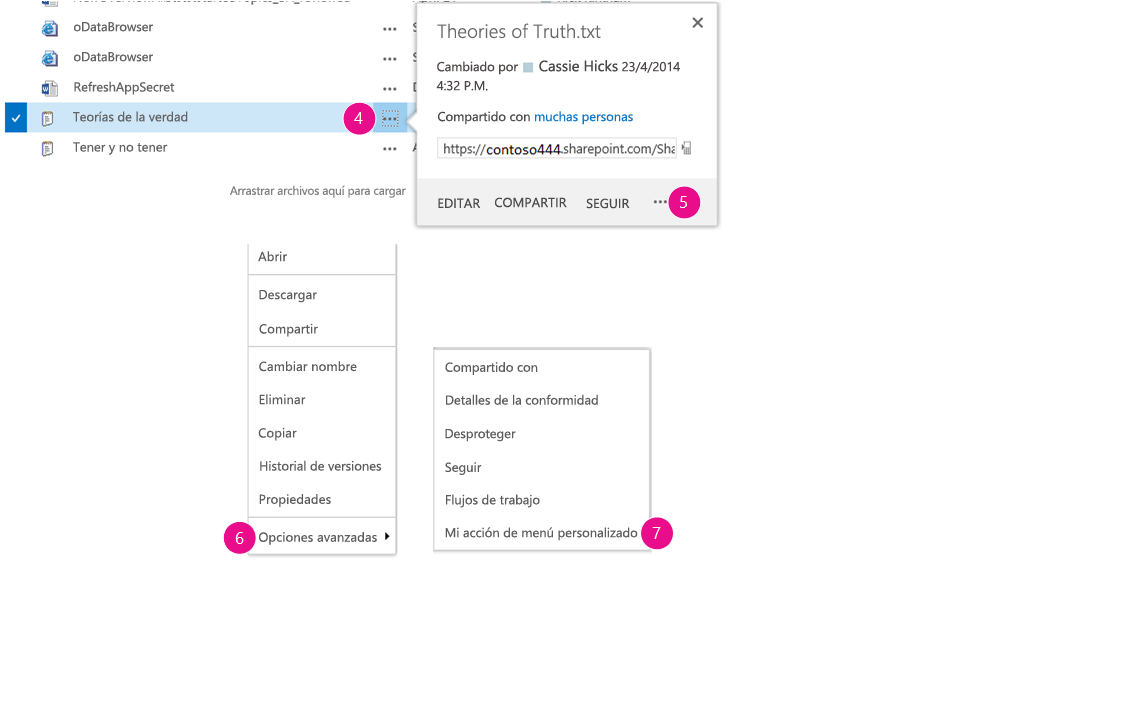 oDataBrowser
oDataBrowser
RefreshAppSecret
Teorías de la verdad
4
Tener y no tener
Arrastrar archivos aquí para cargar
Theories of Truth.txt
Cambiado por Cassie Hicks 23/4/2014
4:32 P.M.
Compartido con muchas personas
https://contoso444.sharepoint.com/Sha
EDITAR COMPARTIR SEGUIR ... 5
Abrir
Descargar
Compartir
Cambiar nombre
Eliminar
Copiar
Historial de versiones
Propiedades
6 Opciones avanzadas
Compartido con
Detalles de la conformidad
Desproteger
Seguir
Flujos de trabajo
Mi acción de menú personalizado 7